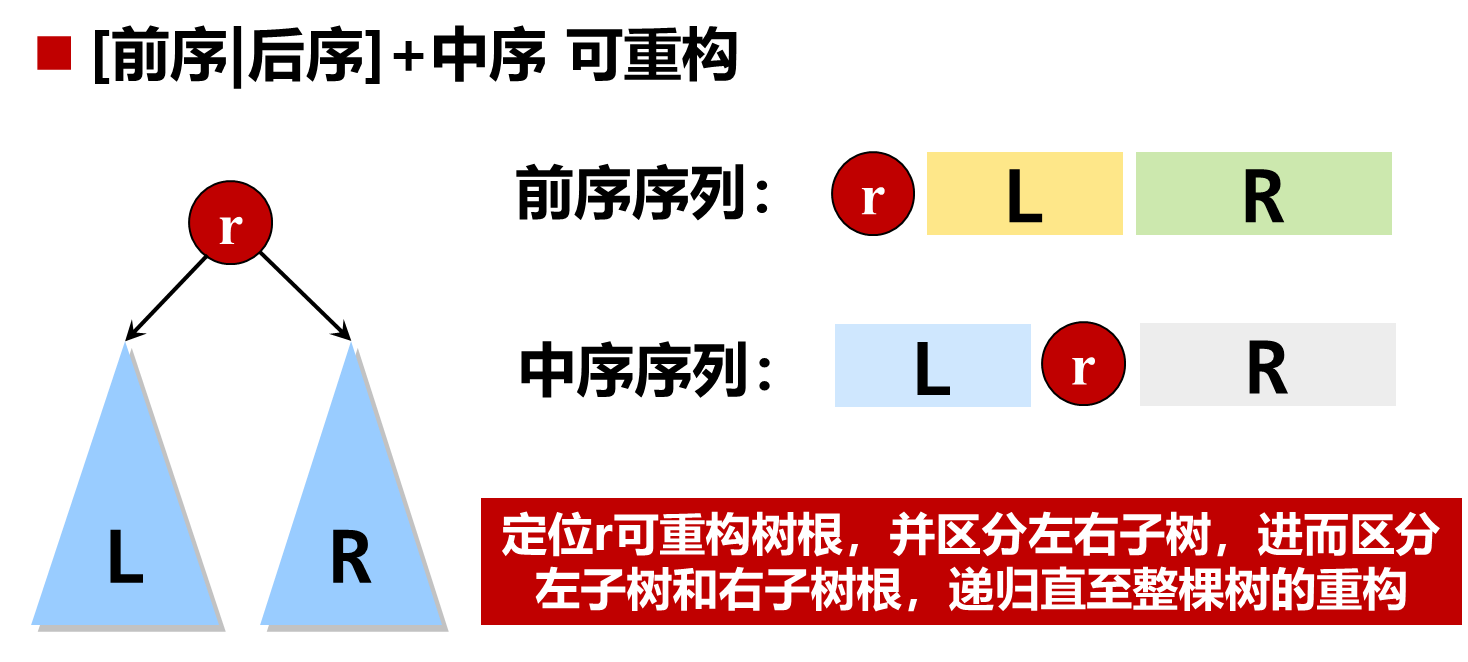 [前序|后序]+中序 可重构
r
L
R
前序序列：
r L R
中序序列：
L r R
定位r可重构树根，并区分左右子树，进而区分
左子树和右子树根，递归直至整棵树的重构